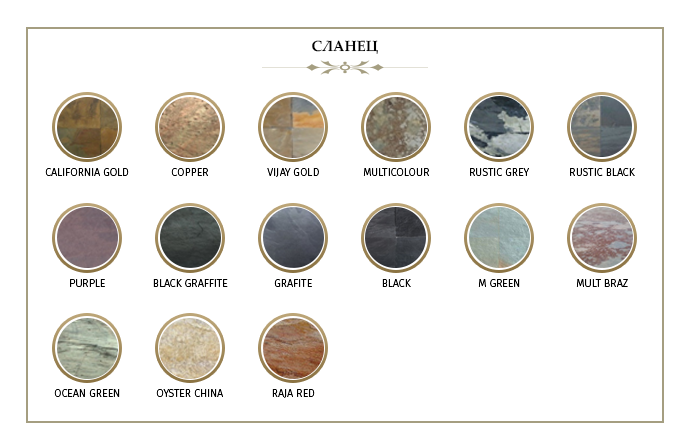 СЛАНЕЦ
CALIFORNIA GOLD
COPPER
VIJAY GOLD
MULTICOLOUR
RUSTIC GREY
RUSTIC BLACK
PURPLE
BLACK GRAFFITE
GRAFITE
BLACK
M GREEN
MULT BRAZ
OCEAN GREEN
OYSTER CHINA
RAJA RED